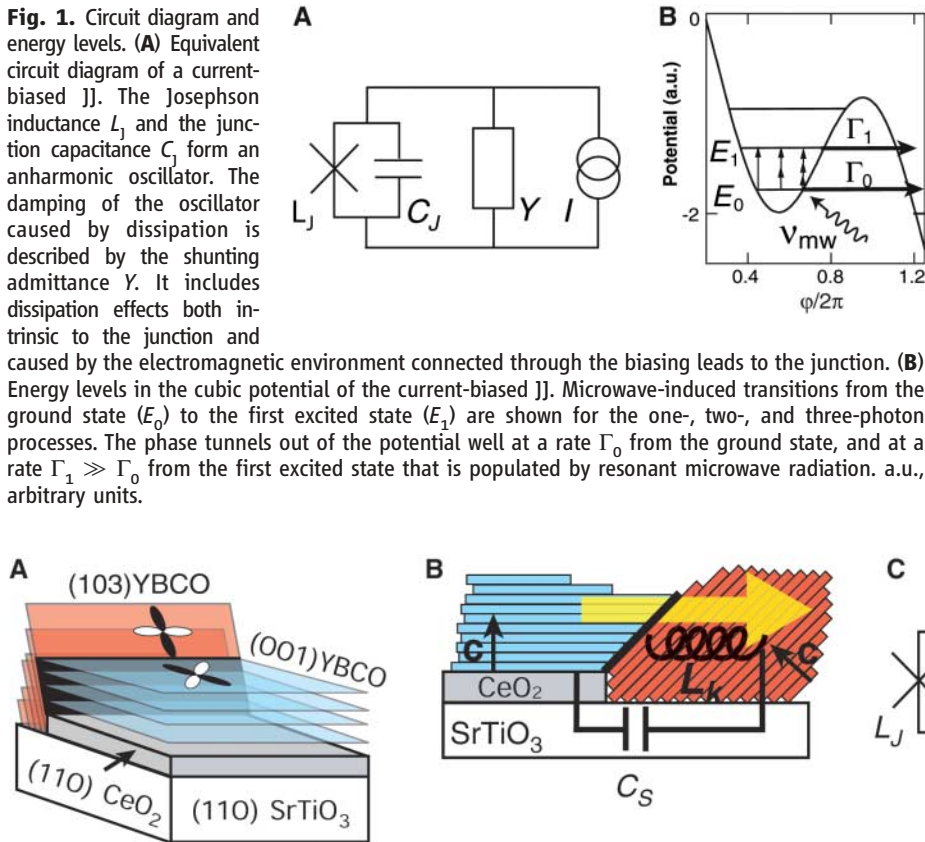 Fig. 1. Circuit diagram and
energy levels. (A) Equivalent
circuit diagram of a current-
biased JJ. The Josephson
inductance L_J and the junc-
tion capacitance C_J form an
anharmonic oscillator. The
damping of the oscillator
caused by dissipation is
described by the shunting
admittance Y. It includes
dissipation effects both in-
trinsic to the junction and
caused by the electromagnetic environment connected through the biasing leads to the junction. (B)
Energy levels in the cubic potential of the current-biased JJ. Microwave-induced transitions from the
ground state (E_0) to the first excited state (E_1) are shown for the one-, two-, and three-photon
processes. The phase tunnels out of the potential well at a rate Γ_0 from the ground state, and at a
rate Γ_1 ≫ Γ_0 from the first excited state that is populated by resonant microwave radiation. a.u.,
arbitrary units.
A
L_J
C_J
Y
I
B
0
-2
Potential (a.u.)
E_1
E_0
Γ_1
Γ_0
ν_mw
0.4 0.8 1.2
φ/2π
A
(103)YBCO
(001)YBCO
(110) CeO_2
(110) SrTiO_3
B
C
C
L_k
CeO_2
SrTiO_3
C_S
C
L_J